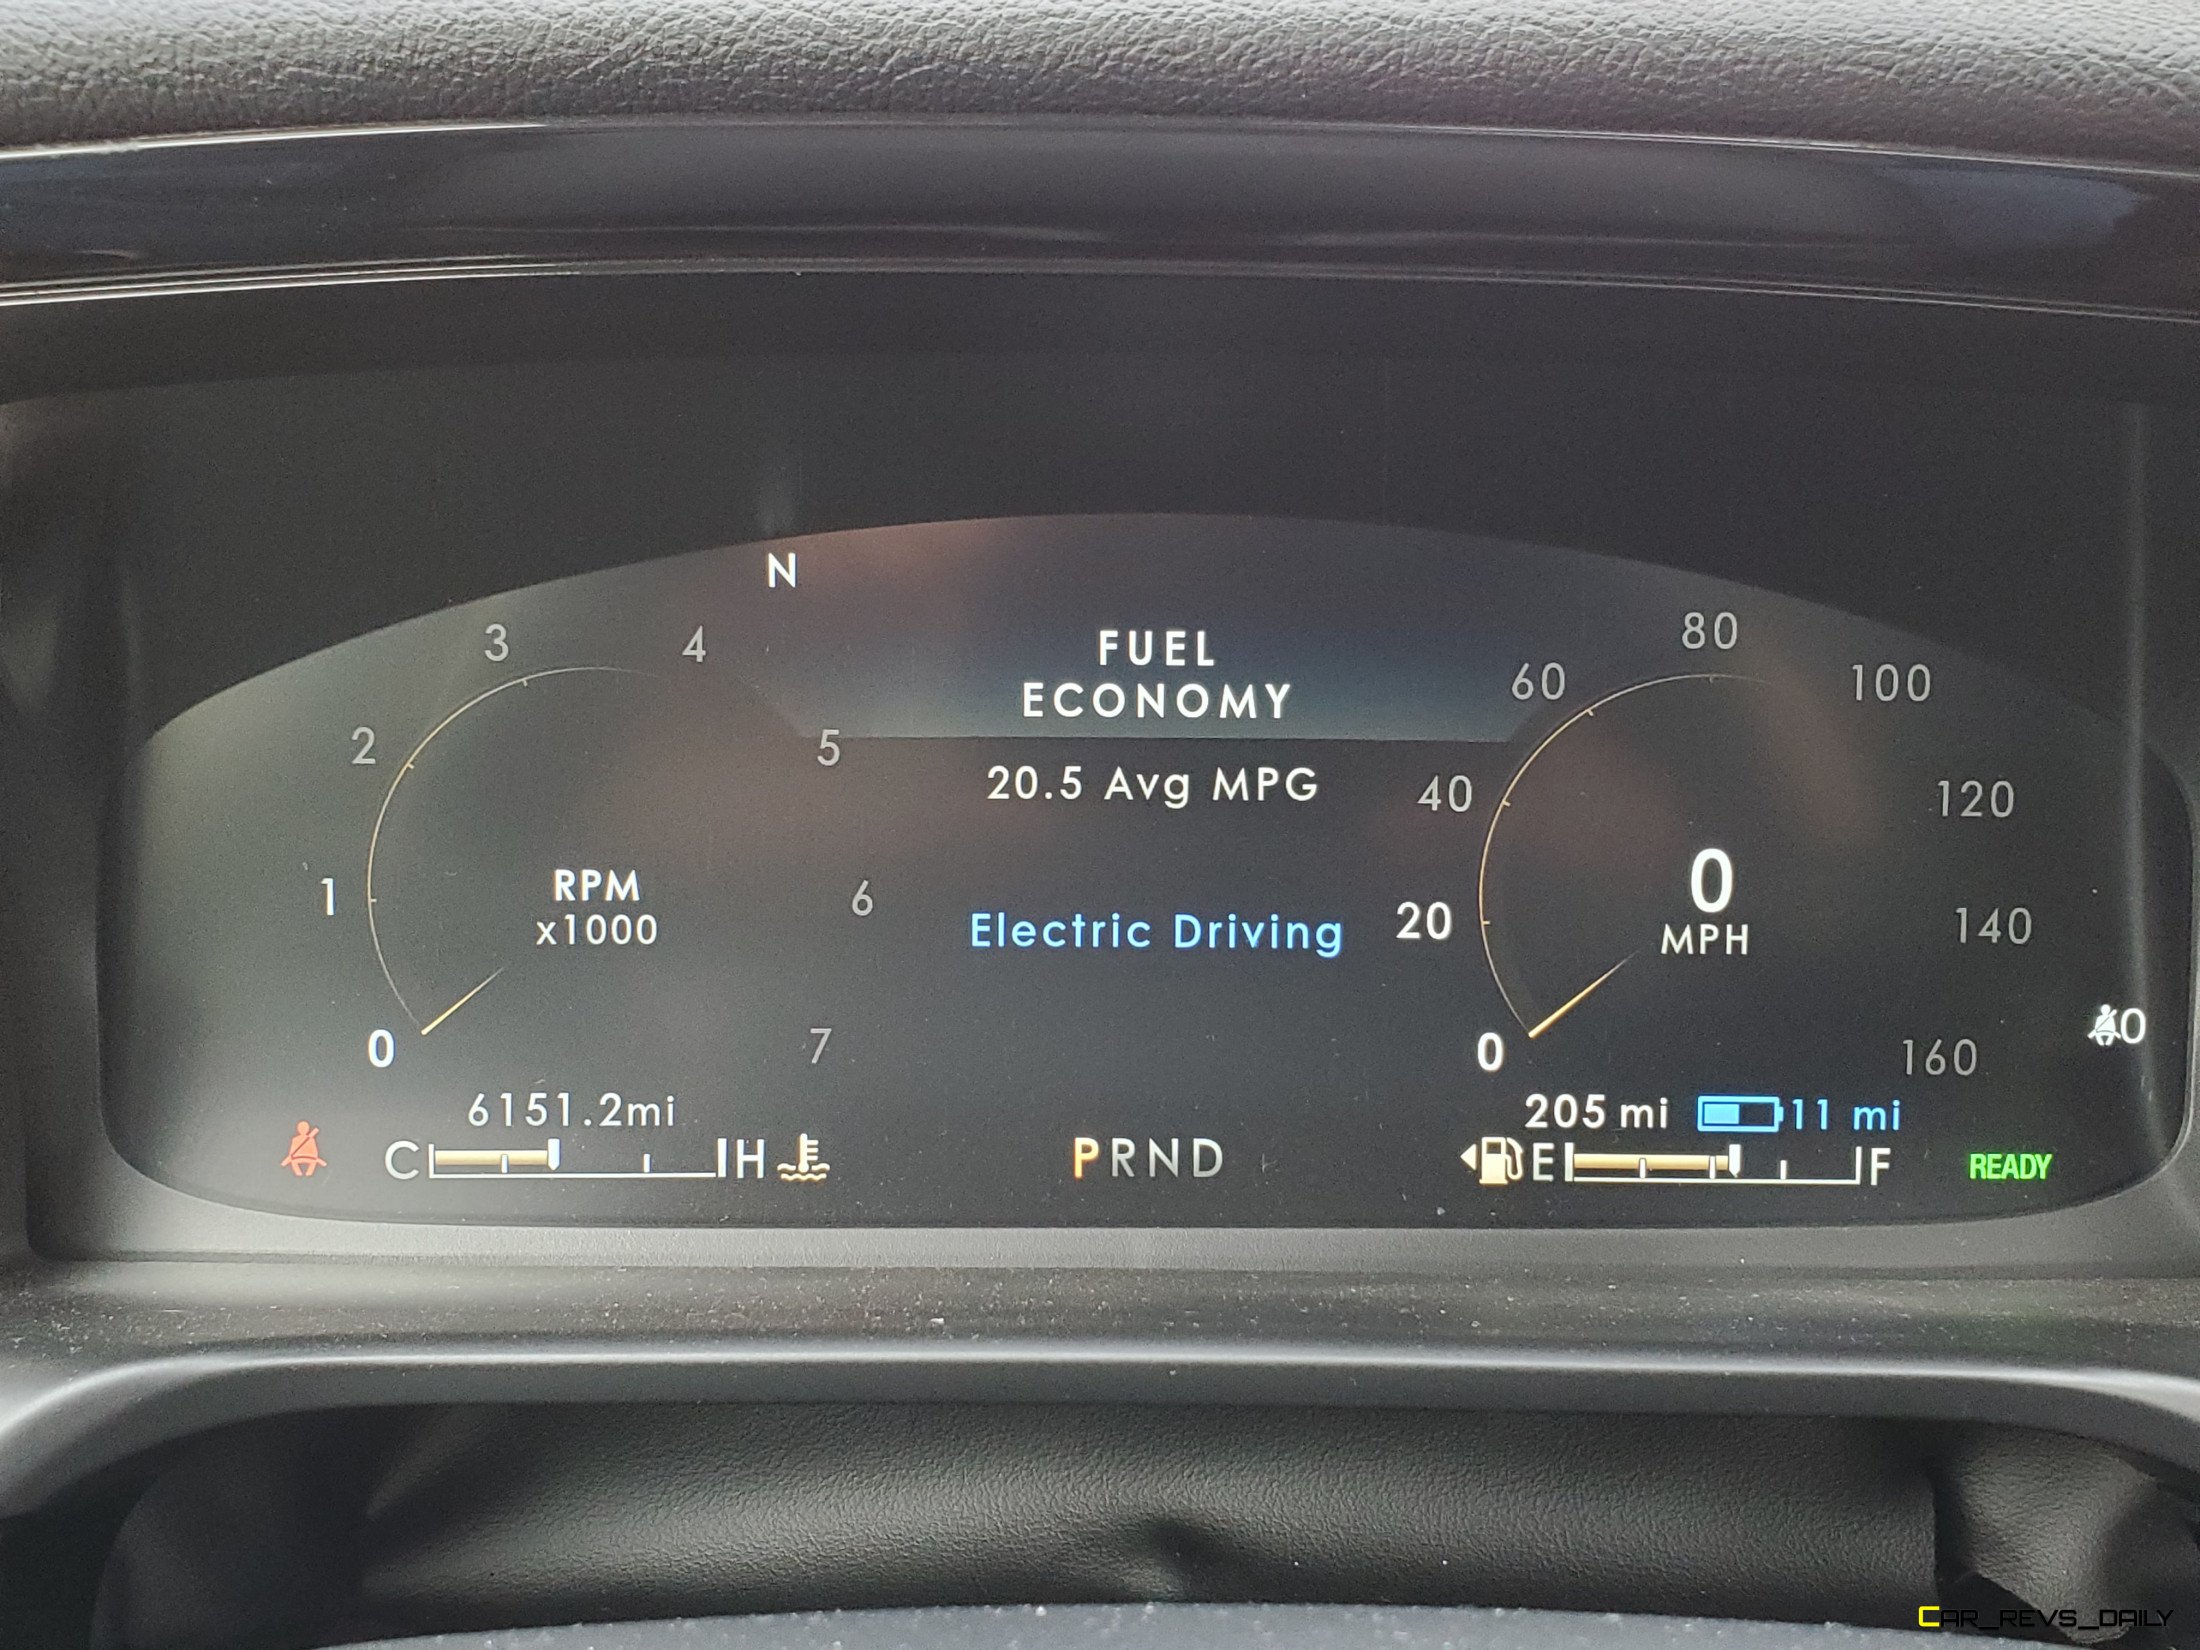 N
FUEL
ECONOMY
20.5 Avg MPG
Electric Driving
0
1
2
3
4
5
6
7
RPM
x1000
0
20
40
60
80
100
120
140
160
0
MPH
0
6151.2mi
C H
PRND
205 mi 11 mi
E F
READY
CAR_REVS_DAILY